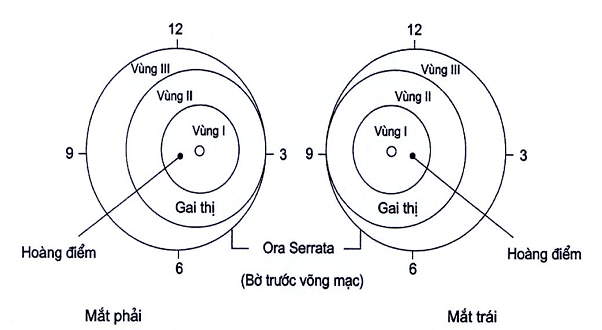 12
12
Vùng III
Vùng III
Vùng II
Vùng II
Vùng I
Vùng I
9
3
9
3
Gai thị
Gai thị
Hoàng điểm
Ora Serrata
Hoàng điểm
6
(Bờ trước võng mạc)
6
Mắt phải
Mắt trái